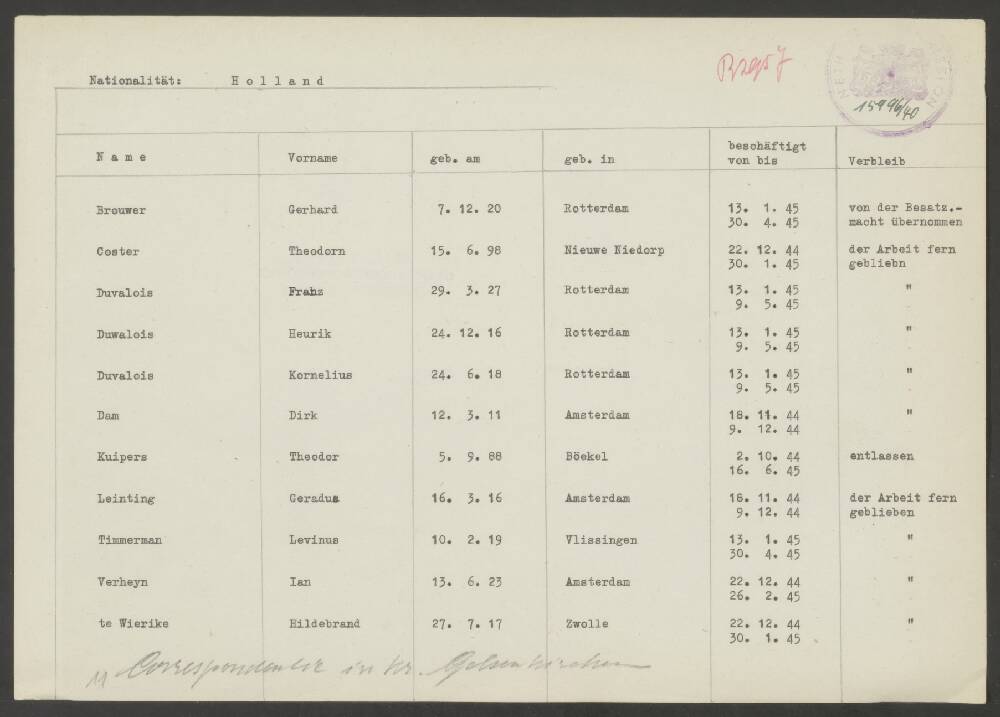 Nationalität: Holland
15996/40
Name Vorname geb. am geb. in beschäftigt von bis Verbleib
Brouwer Gerhard 7. 12. 20 Rotterdam 13. 1. 45 von der Besatz.-
30. 4. 45 macht übernommen
Coster Theodorn 15. 6. 98 Nieuwe Niedorp 22. 12. 44 der Arbeit fern
30. 1. 45 gebliebn
Duvalois Franz 29. 3. 27 Rotterdam 13. 1. 45 "
9. 5. 45
Duwalois Heurik 24. 12. 16 Rotterdam 13. 1. 45 "
9. 5. 45
Duvalois Kornelius 24. 6. 18 Rotterdam 13. 1. 45 "
9. 5. 45
Dam Dirk 12. 3. 11 Amsterdam 18. 11. 44 "
9. 12. 44
Kuipers Theodor 5. 9. 88 Böekel 2. 10. 44 entlassen
16. 6. 45
Leinting Geradus 16. 3. 16 Amsterdam 18. 11. 44 der Arbeit fern
9. 12. 44 geblieben
Timmerman Levinus 10. 2. 19 Vlissingen 13. 1. 45 "
30. 4. 45
Verheyn Ian 13. 6. 23 Amsterdam 22. 12. 44 "
26. 2. 45
te Wierike Hildebrand 27. 7. 17 Zwolle 22. 12. 44 "
30. 1. 45
11 in Kr. Gelsenkirchen